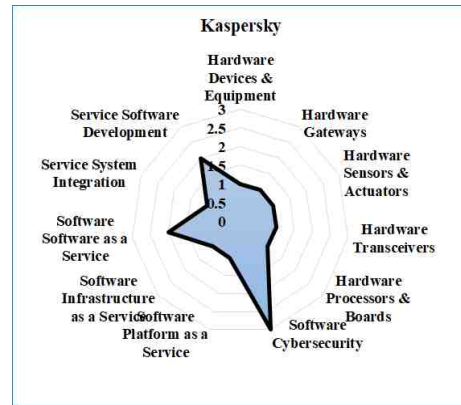 Kaspersky
Hardware
Devices &
Equipment
Hardware
Gateways
Hardware
Sensors &
Actuators
Hardware
Transceivers
Hardware
Processors &
Boards
Software
Cybersecurity
Software
Platform as a
Service
Software
Infrastructure
as a Service
Software
Software as a
Service
Service System
Integration
Service Software
Development
3
2.5
2
1.5
1
0.5
0